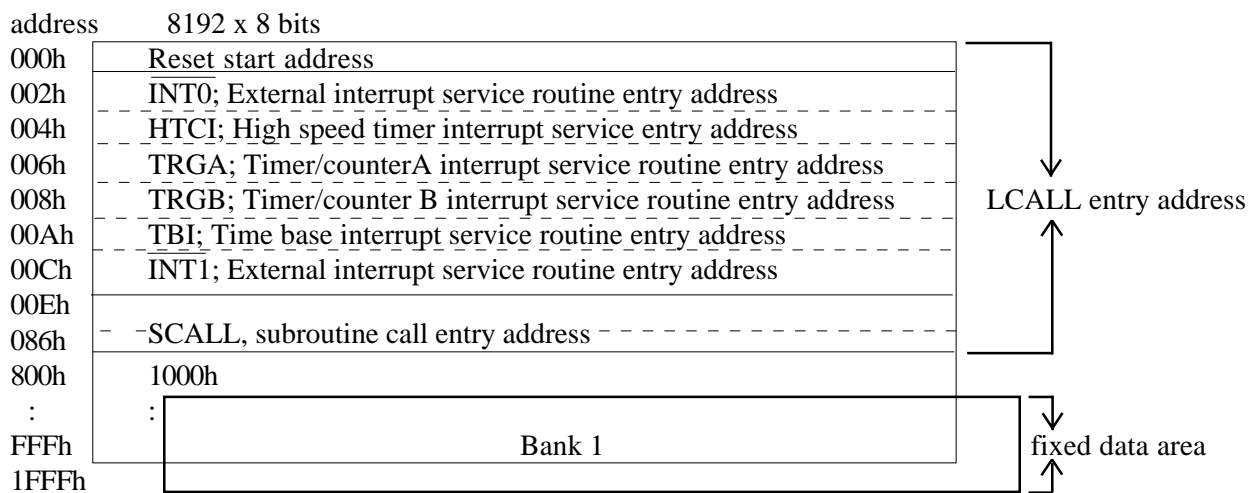 address 8192 x 8 bits
000h Reset start address
002h INT0; External interrupt service routine entry address
004h HTCI; High speed timer interrupt service entry address
006h TRGA; Timer/counterA interrupt service routine entry address
008h TRGB; Timer/counter B interrupt service routine entry address LCALL entry address
00Ah TBI; Time base interrupt service routine entry address
00Ch INT1; External interrupt service routine entry address
00Eh
086h SCALL, subroutine call entry address
800h 1000h
: :
FFFh Bank 1 fixed data area
1FFFh